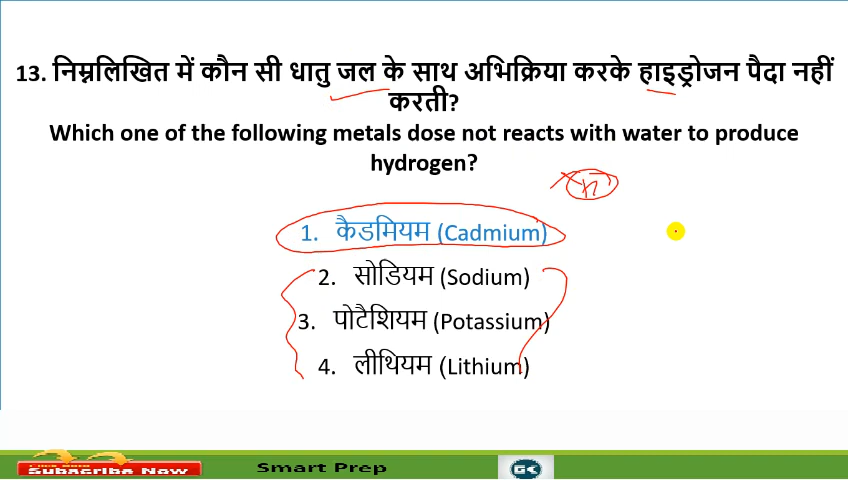 13. निम्नलिखित में कौन सी धातु जल के साथ अभिक्रिया करके हाइड्रोजन पैदा नहीं
करती?
Which one of the following metals dose not reacts with water to produce
hydrogen?
1. कैडमियम (Cadmium)
2. सोडियम (Sodium)
3. पोटैशियम (Potassium)
4. लीथियम (Lithium)
Subscribe Now
Smart Prep